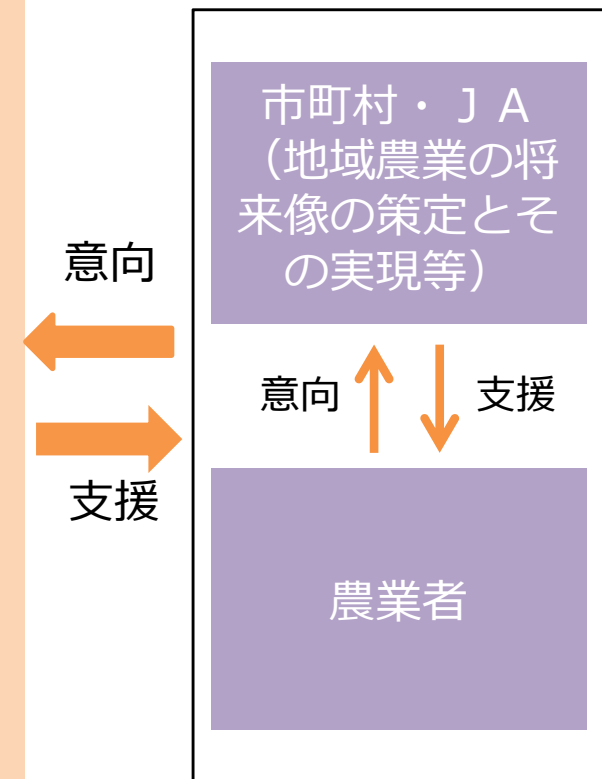 市町村・ＪＡ
（地域農業の将
来像の策定とそ
の実現等）
意向
支援
意向
支援
農業者